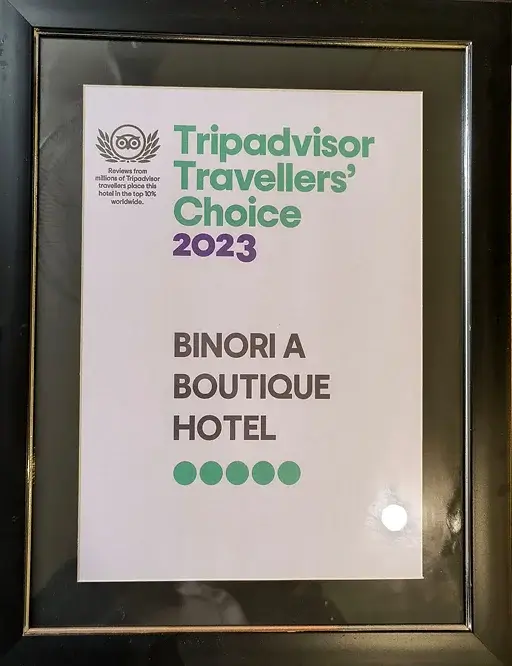 Reviews from
millions of Tripadvisor
travellers place this
hotel in the top 10%
worldwide.
Tripadvisor
Travellers'
Choice
2023
BINORI A
BOUTIQUE
HOTEL